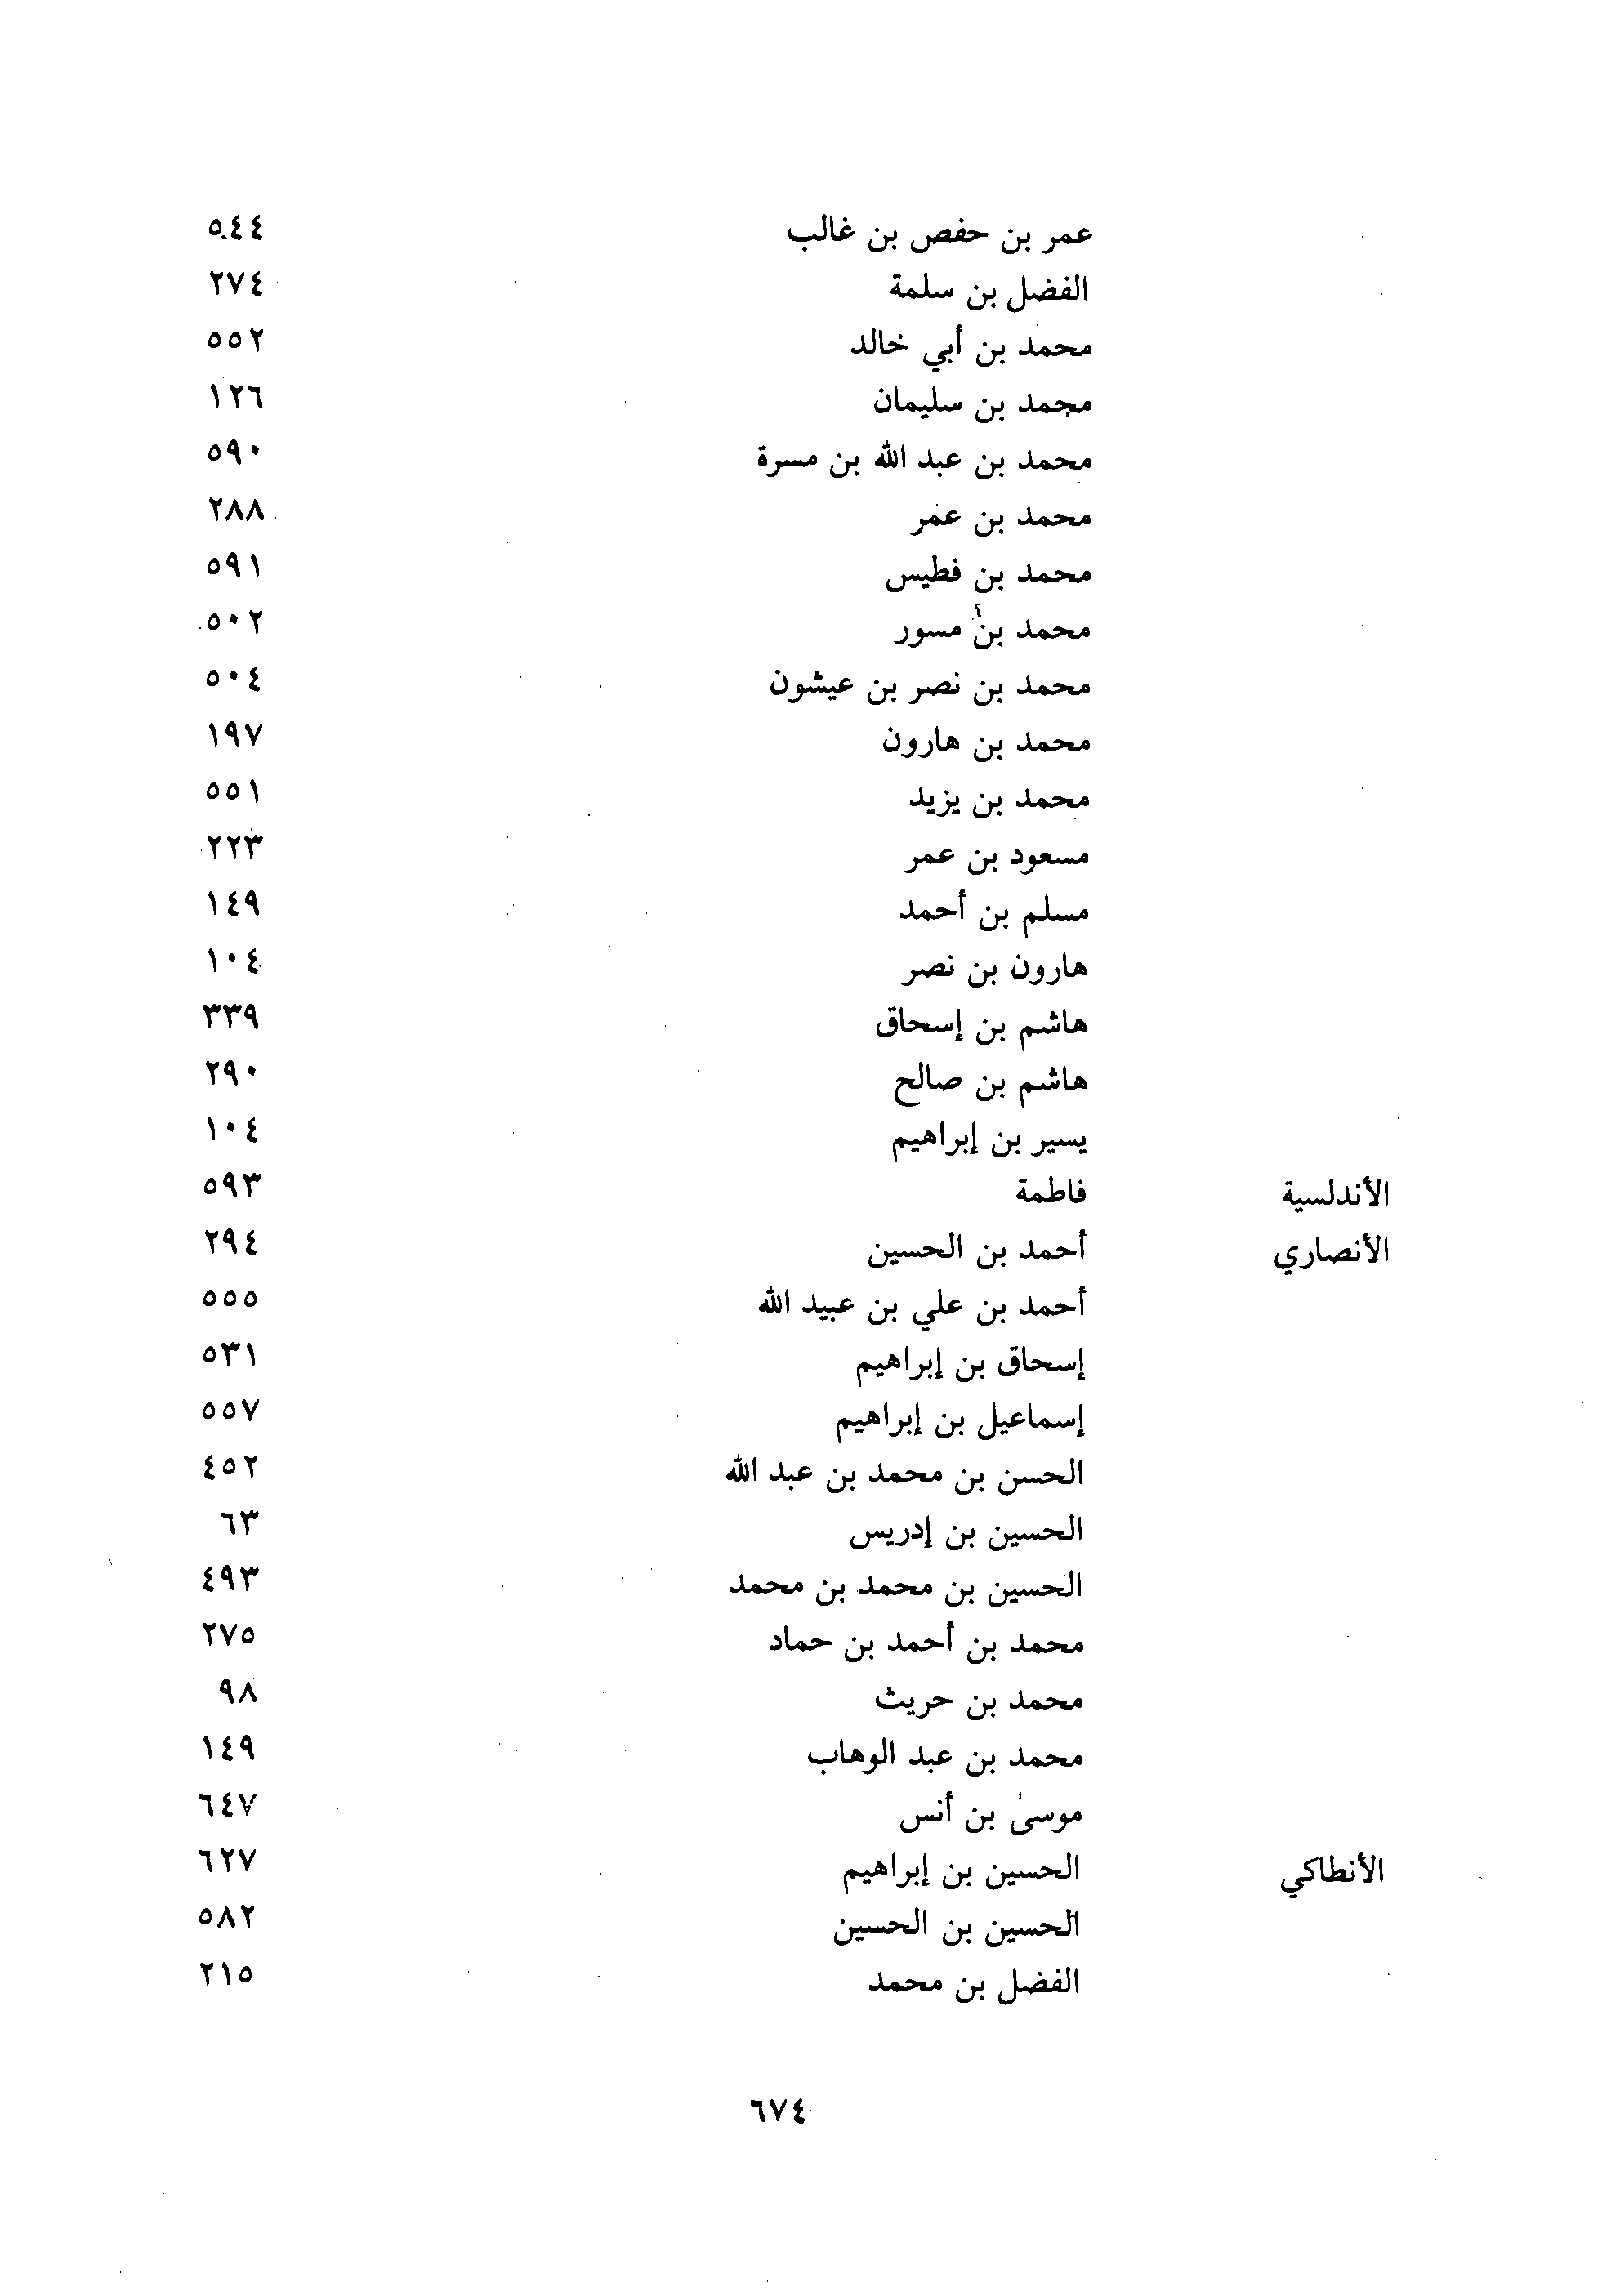 عمر بن حفص بن غالب ٥٤٤
الفضل بن سلمة ٢٧٤
محمد بن أبي خالد ٥٥٢
محمد بن سليمان ١٢٦
محمد بن عبد الله بن مسرة ٥٩٠
محمد بن عمر ٢٨٨
محمد بن فطيس ٥٩١
محمد بن مسور ٥٠٢
محمد بن نصر بن عيشون ٥٠٤
محمد بن هارون ١٩٧
محمد بن يزيد ٥٥١
مسعود بن عمر ٢٢٣
مسلم بن أحمد ١٤٩
هارون بن نصر ١٠٤
هاشم بن إسحاق ٣٣٩
هاشم بن صالح ٢٩٠
يسير بن إبراهيم ١٠٤
الأندلسية فاطمة ٥٩٣
الأنصاري أحمد بن الحسين ٢٩٤
أحمد بن علي بن عبيد الله ٥٥٥
إسحاق بن إبراهيم ٥٣١
إسماعيل بن إبراهيم ٥٥٧
الحسن بن محمد بن عبد الله ٤٥٢
الحسين بن إدريس ٦٣
الحسين بن محمد بن محمد ٤٩٣
محمد بن أحمد بن حماد ٢٧٥
محمد بن حريث ٩٨
محمد بن عبد الوهاب ١٤٩
موسىٰ بن أنس ٦٤٧
الأنطاكي الحسين بن إبراهيم ٦٢٧
الحسين بن الحسين ٥٨٢
الفضل بن محمد ٢١٥
٦٧٤